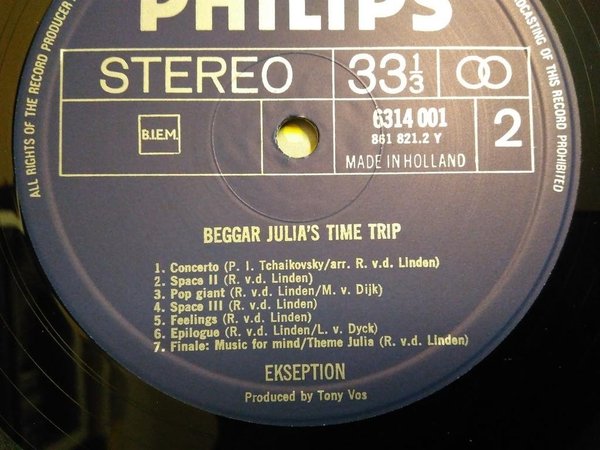 PHILIPS
ALL RIGHTS OF THE RECORD PRODUCER
BROADCASTING OF THIS RECORD PROHIBITED
STEREO
33⅓
B.I.E.M.
6314 001
861 821.2 Y
MADE IN HOLLAND
2
BEGGAR JULIA'S TIME TRIP
1. Concerto (P. I. Tchaikovsky/arr. R. v.d. Linden)
2. Space II (R. v.d. Linden)
3. Pop giant (R. v.d. Linden/M. v. Dijk)
4. Space III (R. v.d. Linden)
5. Feelings (R. v.d. Linden)
6. Epilogue (R. v.d. Linden/L. v. Dyck)
7. Finale: Music for mind/Theme Julia (R. v.d. Linden)
EKSEPTION
Produced by Tony Vos